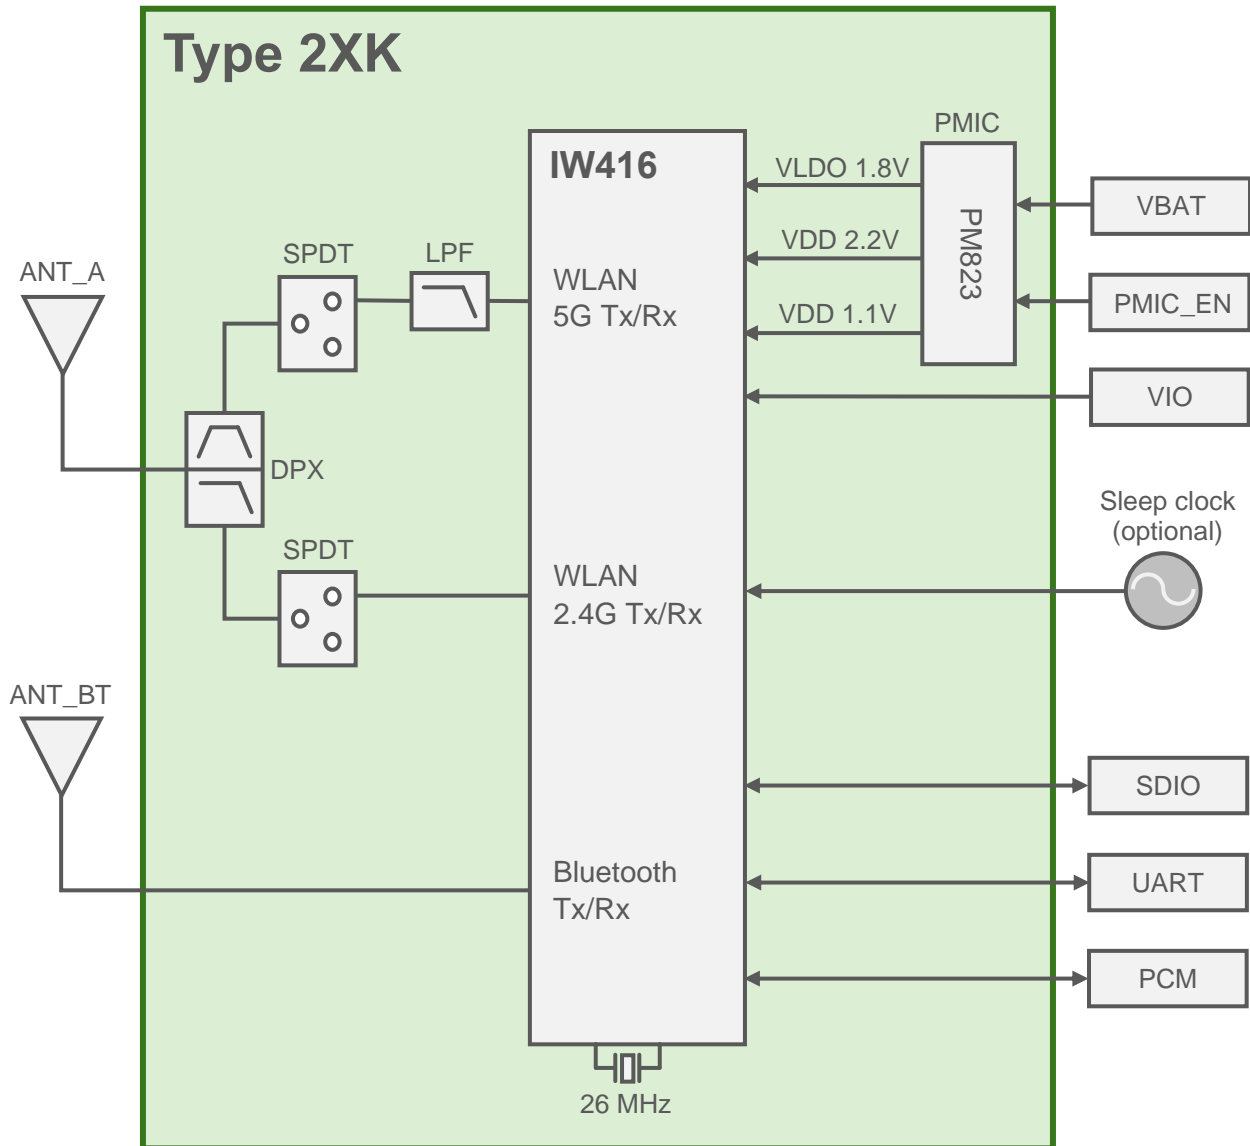 Type 2XK
PMIC
IW416
VLDO 1.8V
PM823
VBAT
VDD 2.2V
SPDT
LPF
ANT_A
WLAN
5G Tx/Rx
VDD 1.1V
PMIC_EN
VIO
DPX
Sleep clock
(optional)
SPDT
WLAN
2.4G Tx/Rx
ANT_BT
SDIO
Bluetooth
Tx/Rx
UART
PCM
26 MHz